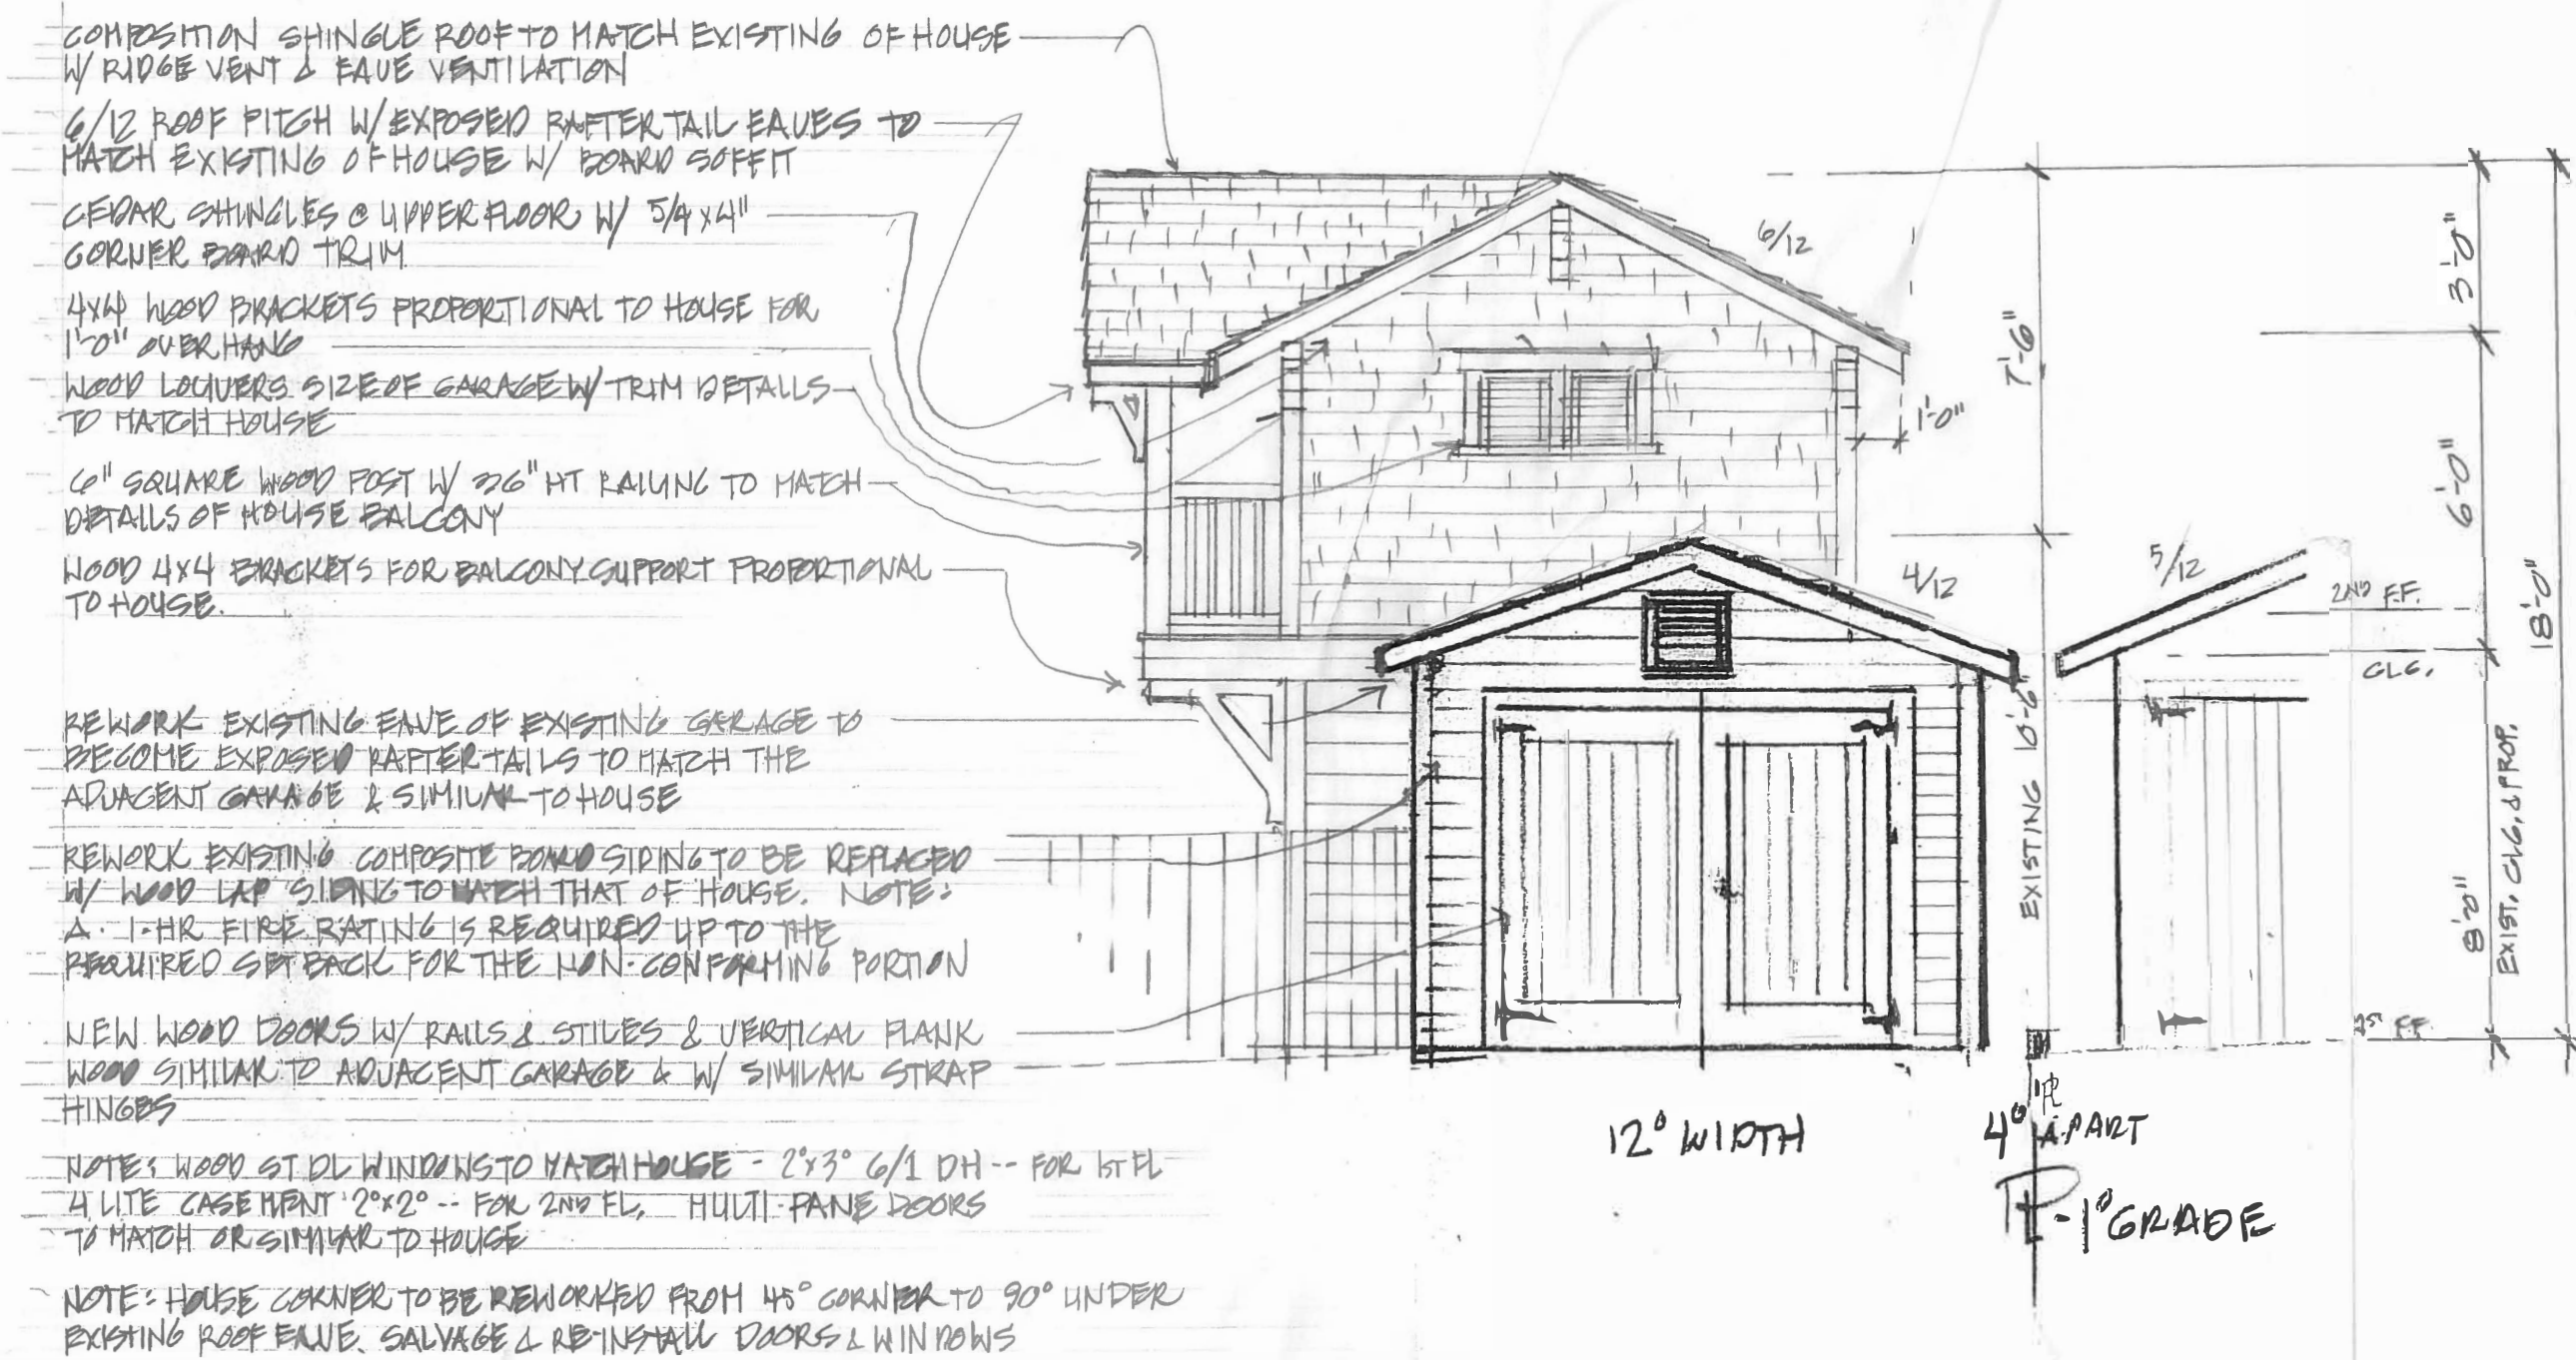 COMPOSITION SHINGLE ROOF TO MATCH EXISTING OF HOUSE
W/ RIDGE VENT & EAVE VENTILATION
6/12 ROOF PITCH W/ EXPOSED RAFTER TAIL EAVES TO
MATCH EXISTING OF HOUSE W/ BOARD SOFFIT
CEDAR SHINGLES @ UPPER FLOOR W/ 5/4 x 4"
CORNER BOARD TRIM
4x4 WOOD BRACKETS PROPORTIONAL TO HOUSE FOR
1'-0" OVERHANG
WOOD LOUVERS SIZE OF GARAGE W/ TRIM DETAILS
TO MATCH HOUSE
6" SQUARE WOOD POST W/ 36" HT RAILING TO MATCH
DETAILS OF HOUSE BALCONY
WOOD 4x4 BRACKETS FOR BALCONY SUPPORT PROPORTIONAL
TO HOUSE.
REWORK EXISTING EAVE OF EXISTING GARAGE TO
BECOME EXPOSED RAFTER TAILS TO MATCH THE
ADJACENT GARAGE & SIMILAR TO HOUSE
REWORK EXISTING COMPOSITE BOARD SIDING TO BE REPLACED
W/ WOOD LAP SIDING TO MATCH THAT OF HOUSE. NOTE:
A. 1-HR FIRE RATING IS REQUIRED UP TO THE
REQUIRED SETBACK FOR THE NON-CONFORMING PORTION
NEW WOOD DOORS W/ RAILS & STILES & VERTICAL PLANK
WOOD SIMILAR TO ADJACENT GARAGE & W/ SIMILAR STRAP
HINGES
NOTE: WOOD ST DL WINDOWS TO MATCH HOUSE - 2°x3° 6/1 DH -- FOR 1ST FL
4 LITE CASEMENT 2°x2° -- FOR 2ND FL, MULTI-PANE DOORS
TO MATCH OR SIMILAR TO HOUSE
NOTE: HOUSE CORNER TO BE REWORKED FROM 45° CORNER TO 90° UNDER
EXISTING ROOF EAVE. SALVAGE & RE-INSTALL DOORS & WINDOWS
6/12
1'-0"
4/12
7'-6"
EXISTING 10'-6"
5/12
2ND F.F.
CLG.
1ST F.F.
3'-0"
6'-0"
8'-0"
EXIST. CLG. & PROP.
18'-0"
12° WIDTH
PL
4° APART
PL - 1° GRADE